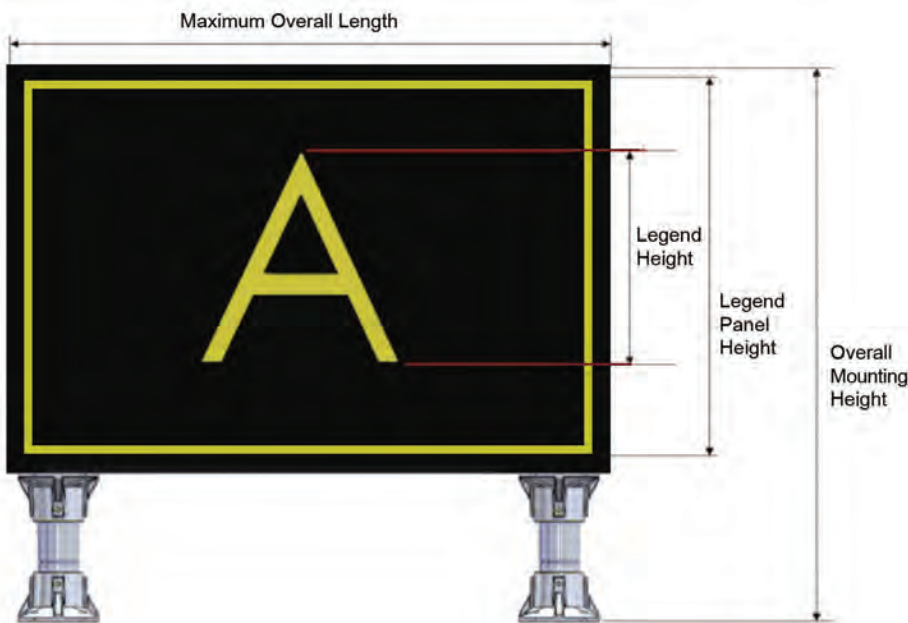 Maximum Overall Length
A
Legend
Height
Legend
Panel
Height
Overall
Mounting
Height